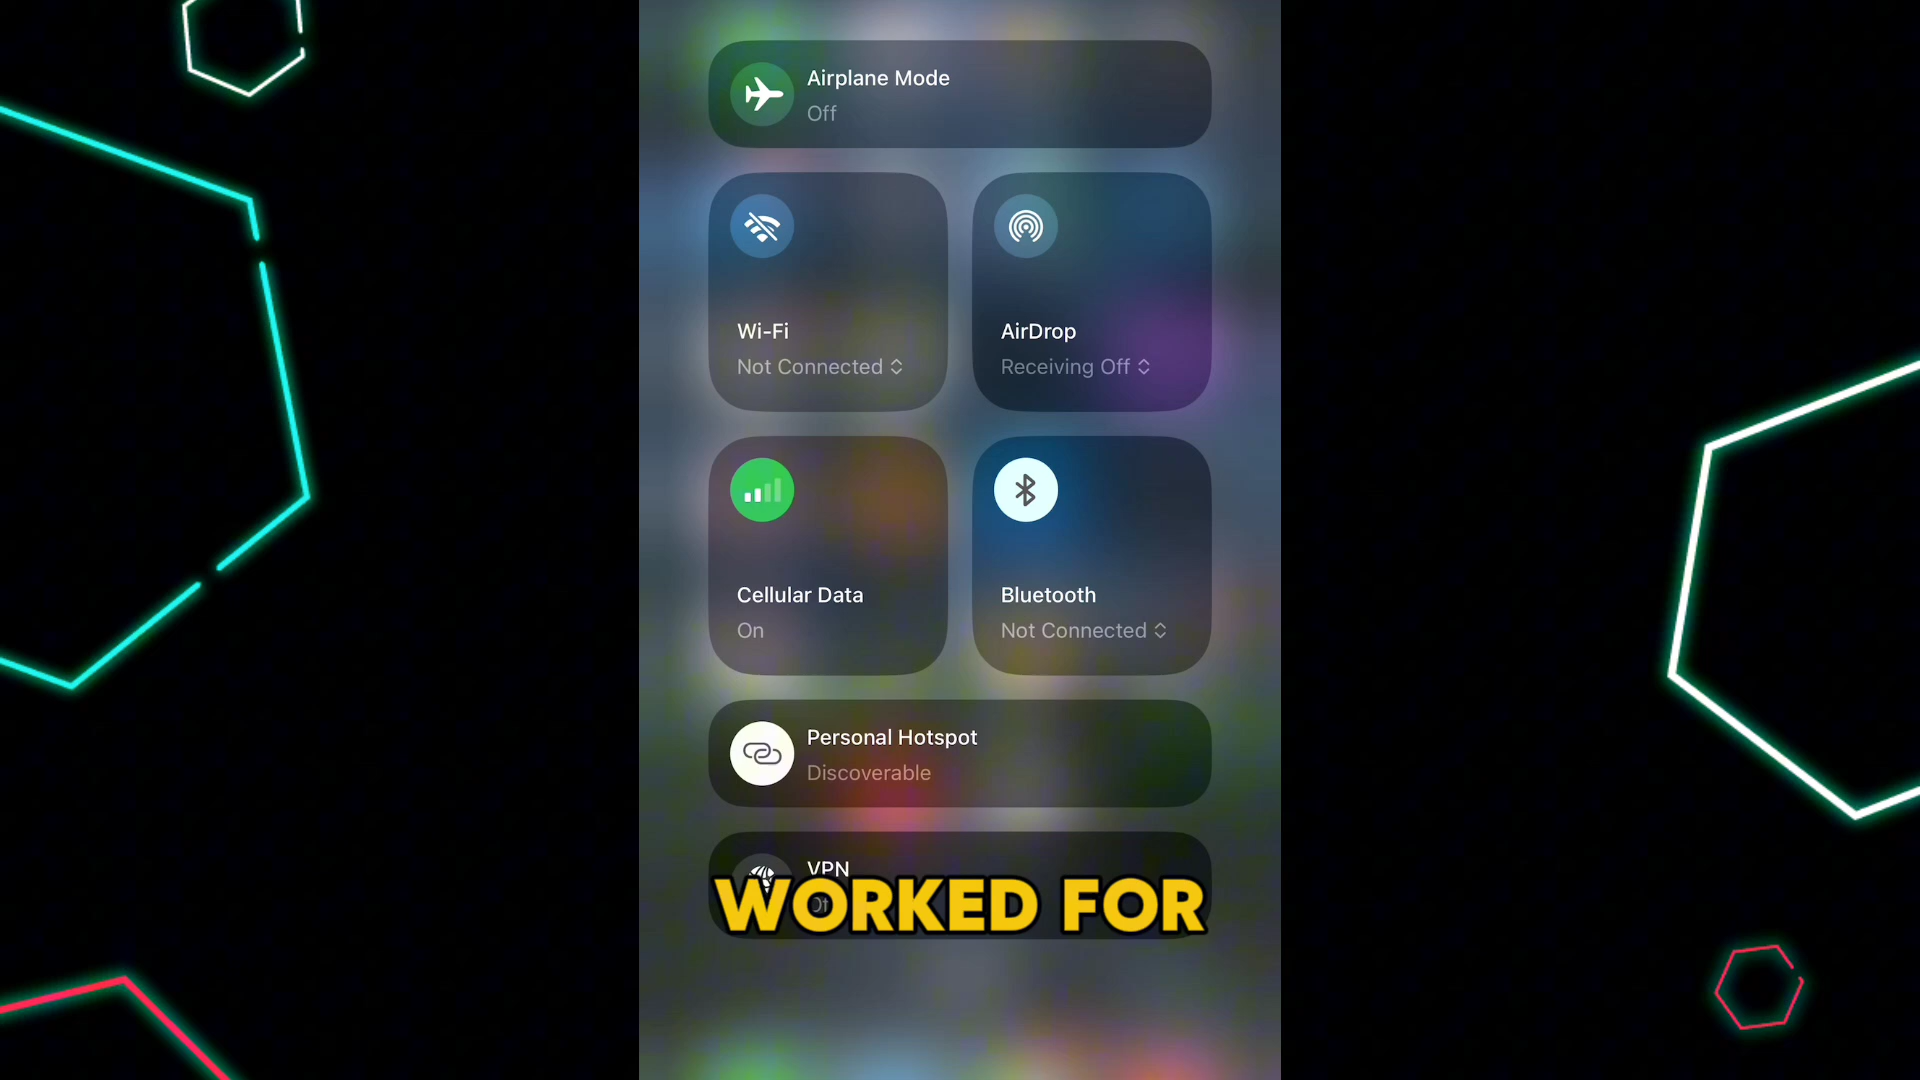 Airplane Mode
Off
Wi-Fi
Not Connected
AirDrop
Receiving Off
Cellular Data
On
Bluetooth
Not Connected
Personal Hotspot
Discoverable
VPN
WORKED FOR